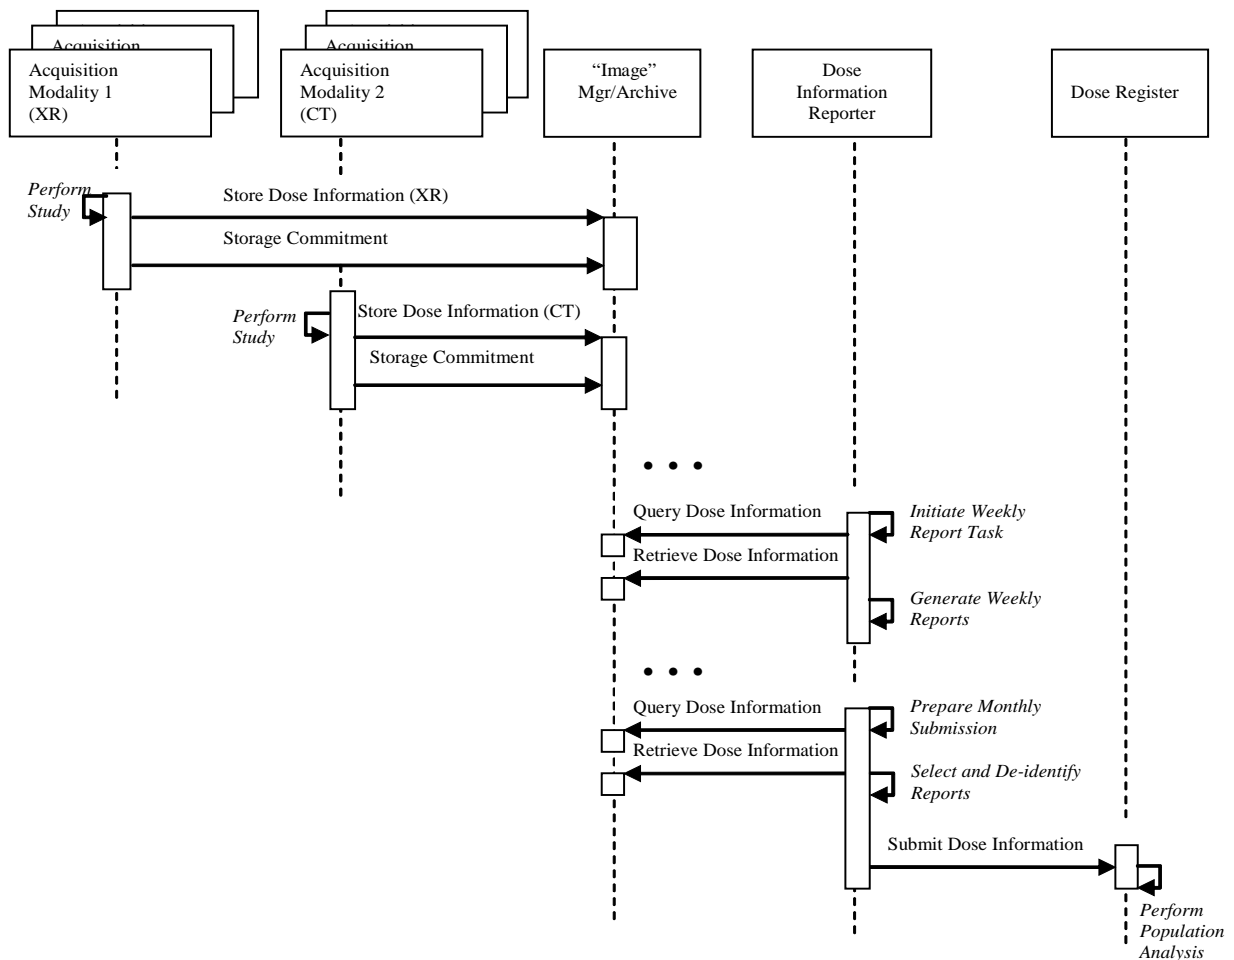 Acquisition
Acquisition
Acquisition
Modality 1
(XR)
Acquisition
Modality 2
(CT)
“Image”
Mgr/Archive
Dose
Information
Reporter
Dose Register
Perform
Study
Store Dose Information (XR)
Storage Commitment
Perform
Study
Store Dose Information (CT)
Storage Commitment
• • •
Query Dose Information
Initiate Weekly
Report Task
Retrieve Dose Information
Generate Weekly
Reports
• • •
Query Dose Information
Prepare Monthly
Submission
Retrieve Dose Information
Select and De-identify
Reports
Submit Dose Information
Perform
Population
Analysis